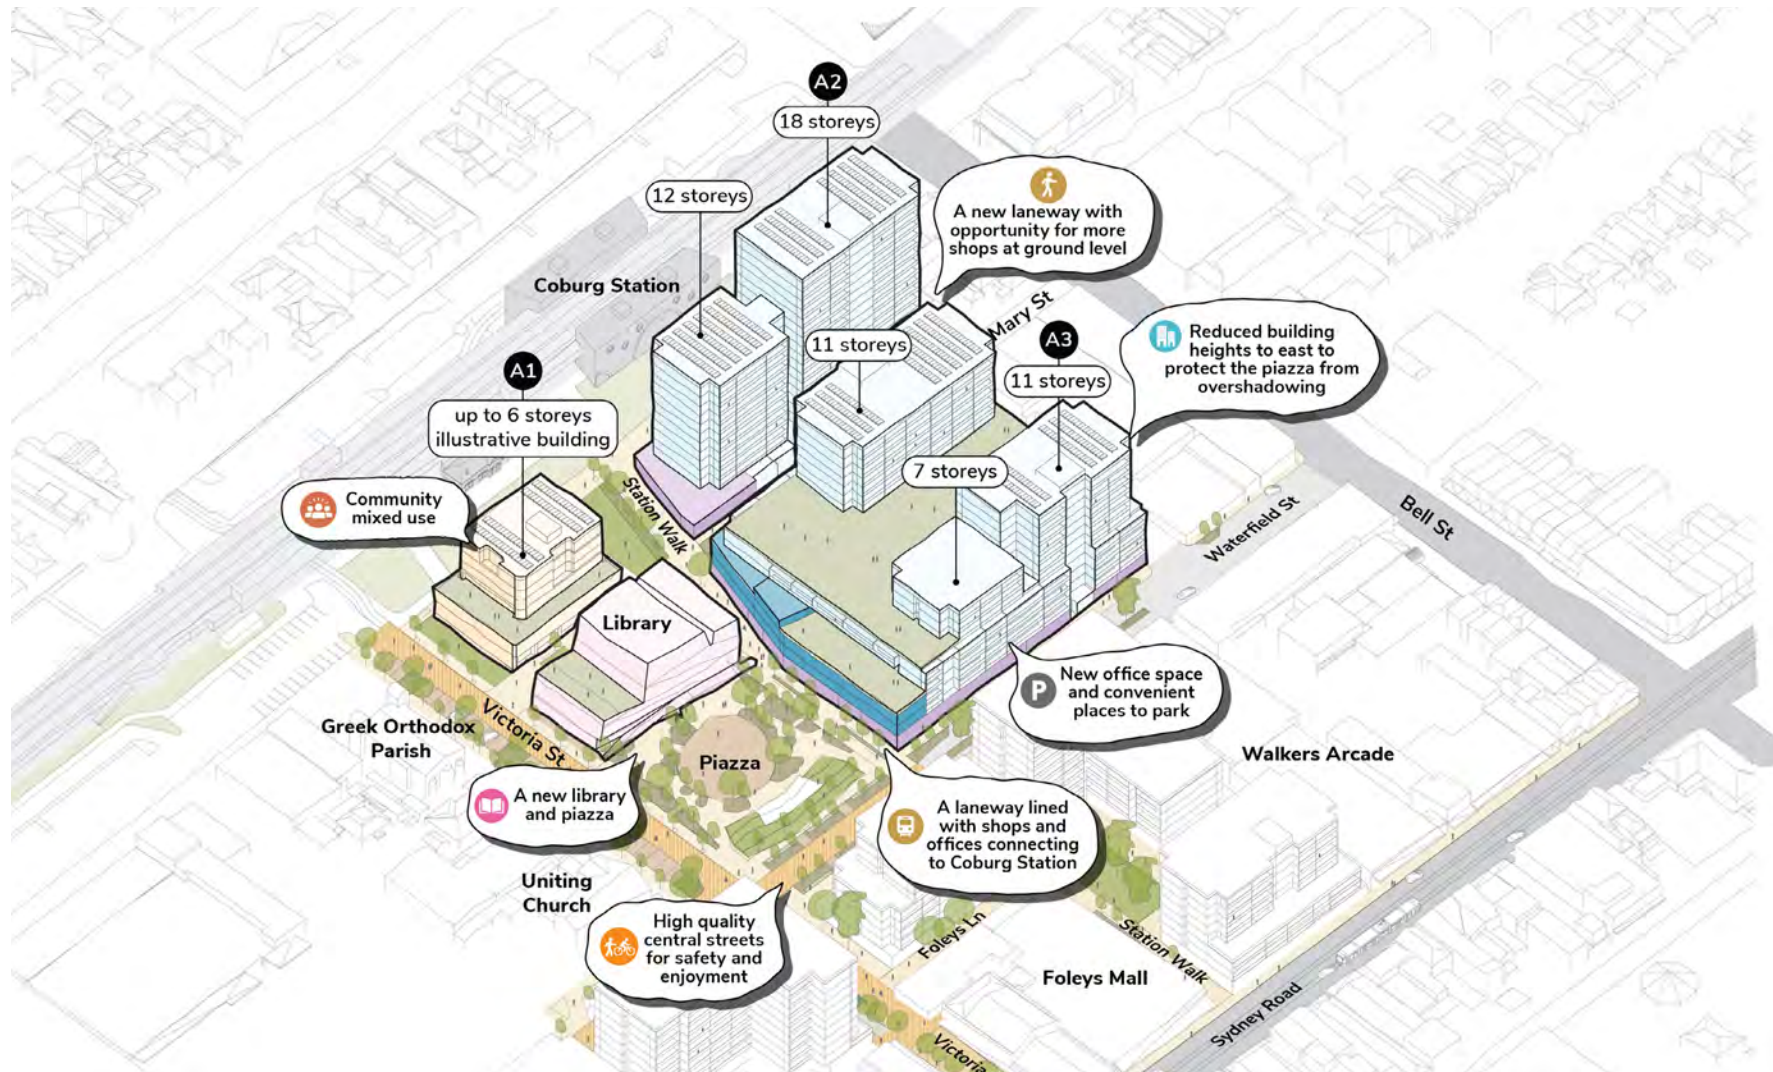 A2
18 storeys
12 storeys
A new laneway with
opportunity for more
shops at ground level
Coburg Station
Mary St
11 storeys
A3
11 storeys
Reduced building
heights to east to
protect the piazza from
overshadowing
A1
up to 6 storeys
illustrative building
7 storeys
Community
mixed use
Station Walk
Waterfield St
Bell St
Library
Victoria St
Greek Orthodox
Parish
Piazza
P
New office space
and convenient
places to park
Walkers Arcade
A new library
and piazza
A laneway lined
with shops and
offices connecting
to Coburg Station
Uniting
Church
High quality
central streets
for safety and
enjoyment
Foleys Ln
Station Walk
Foleys Mall
Sydney Road
Victoria